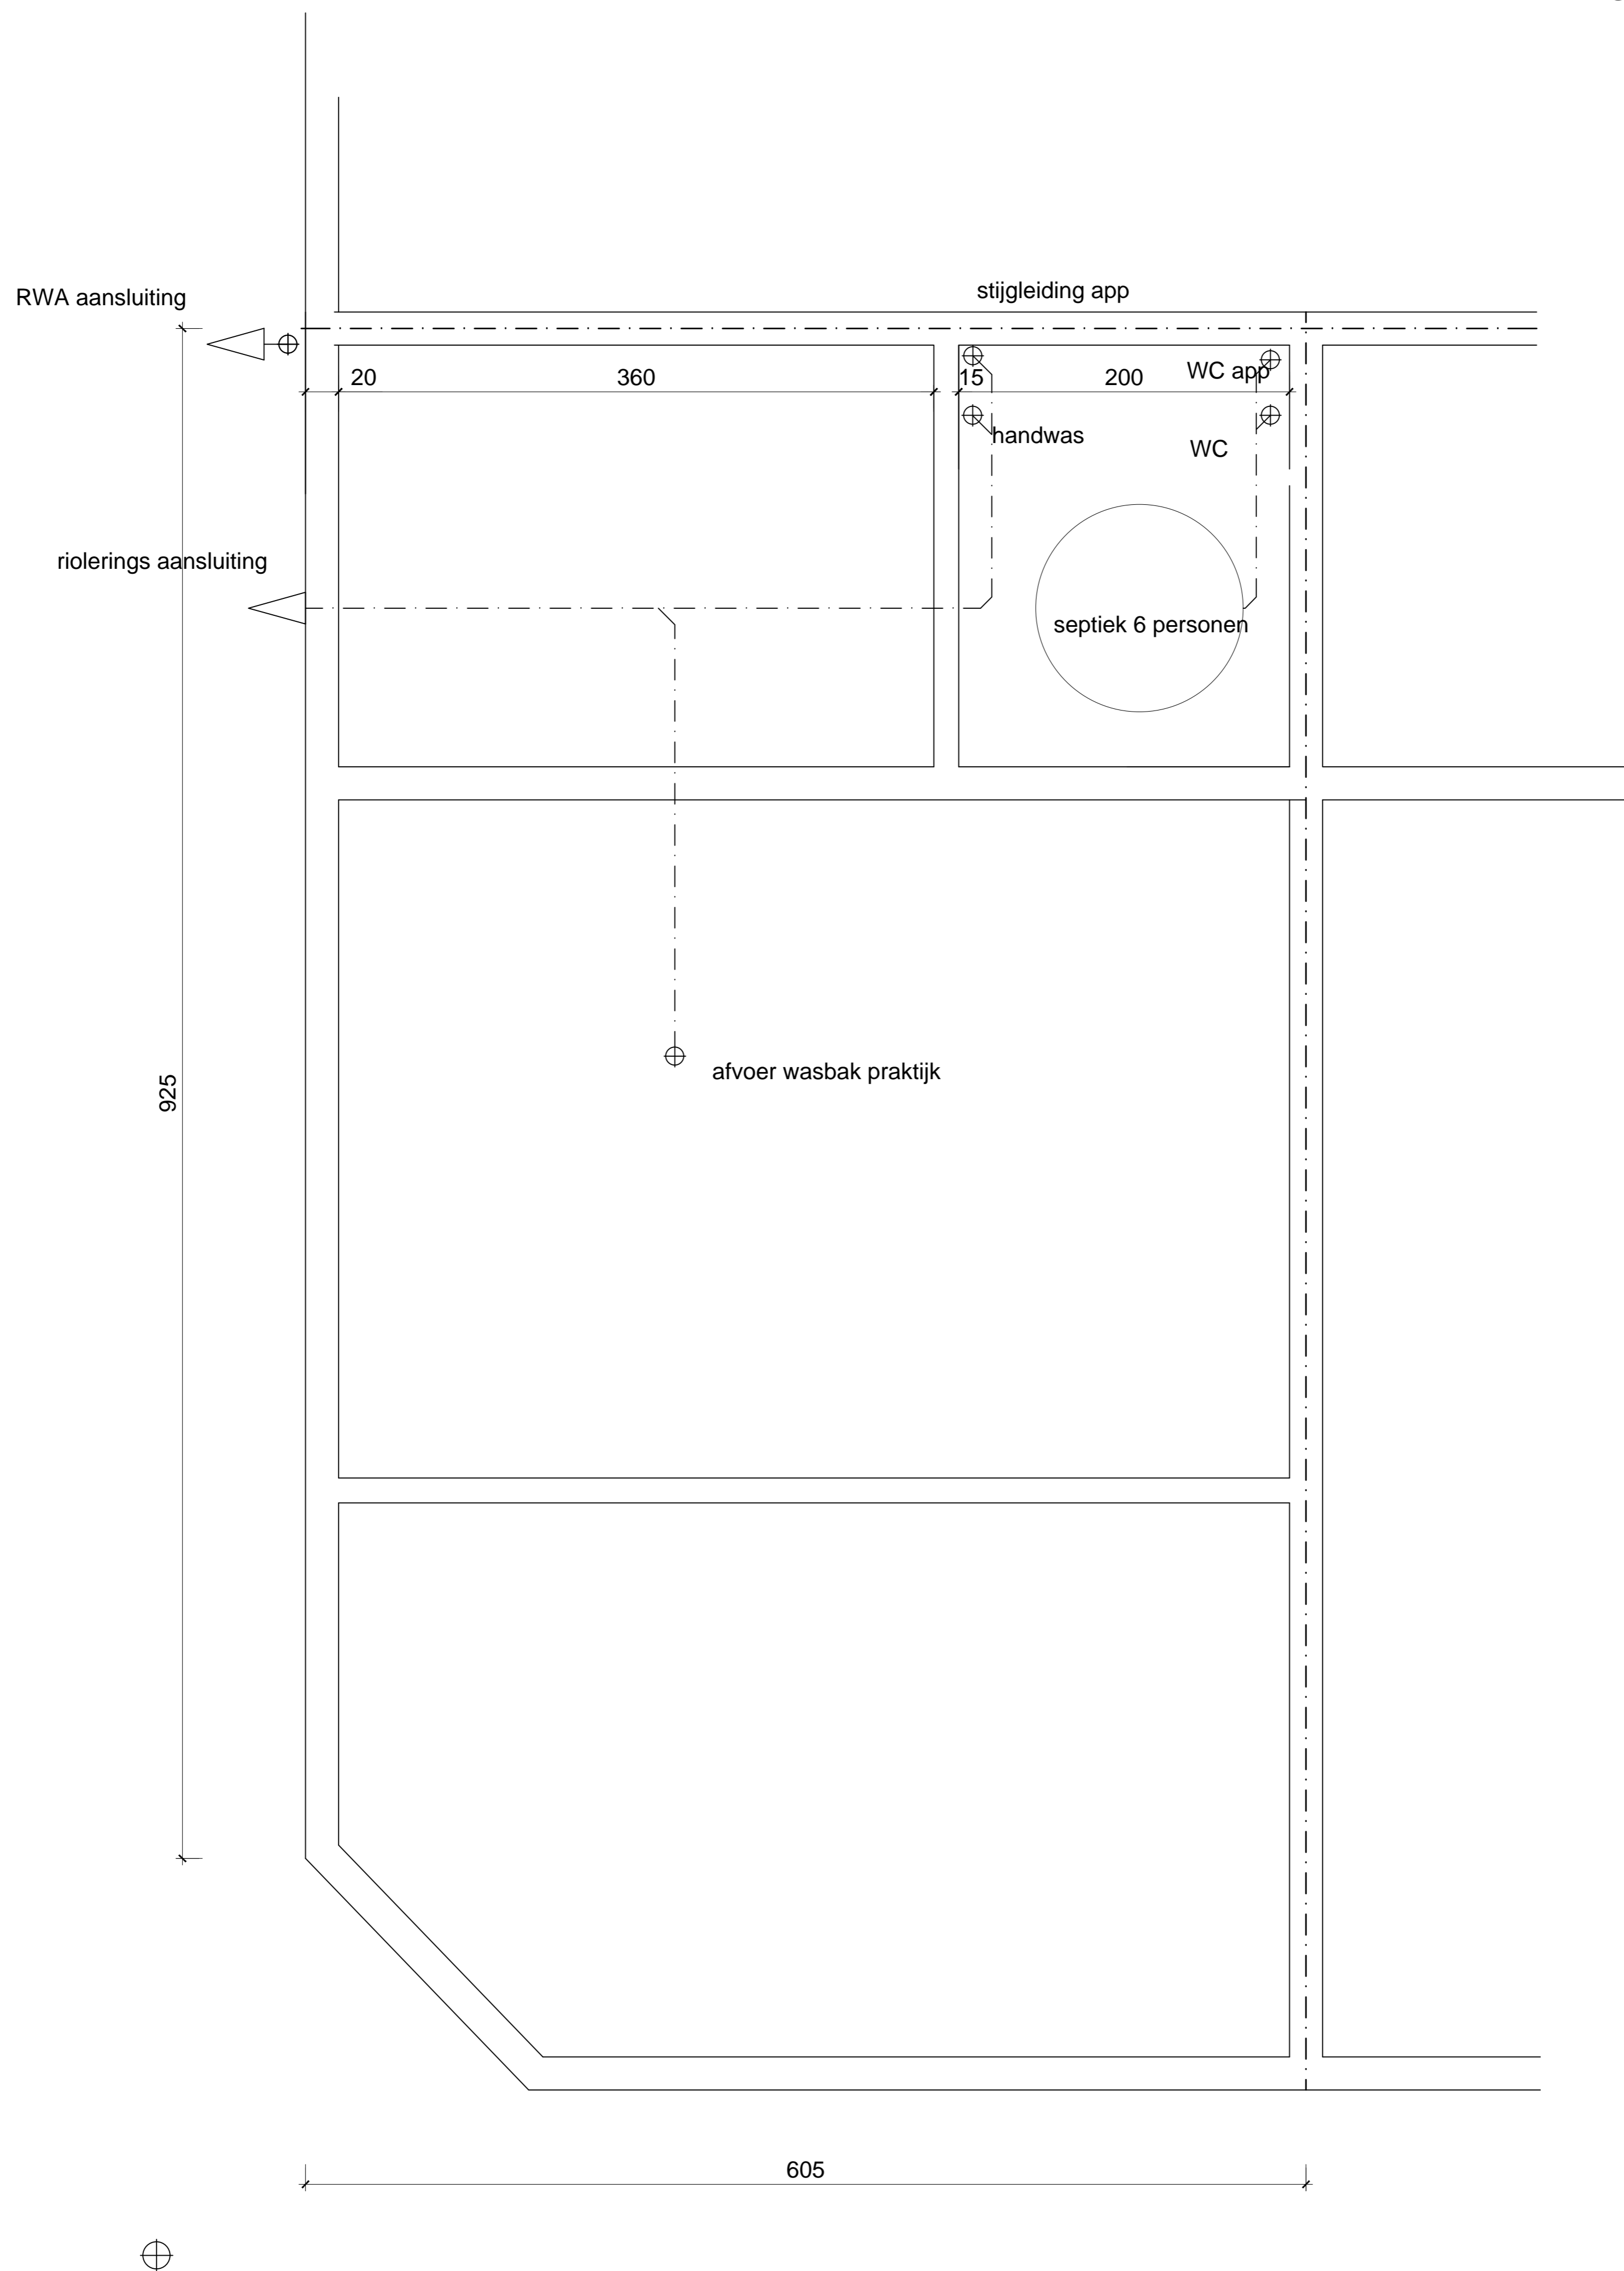 stijgleiding app
RWA aansluiting
20
360
15
200
WC app
handwas
WC
riolerings aansluiting
septiek 6 personen
afvoer wasbak praktijk
925
605